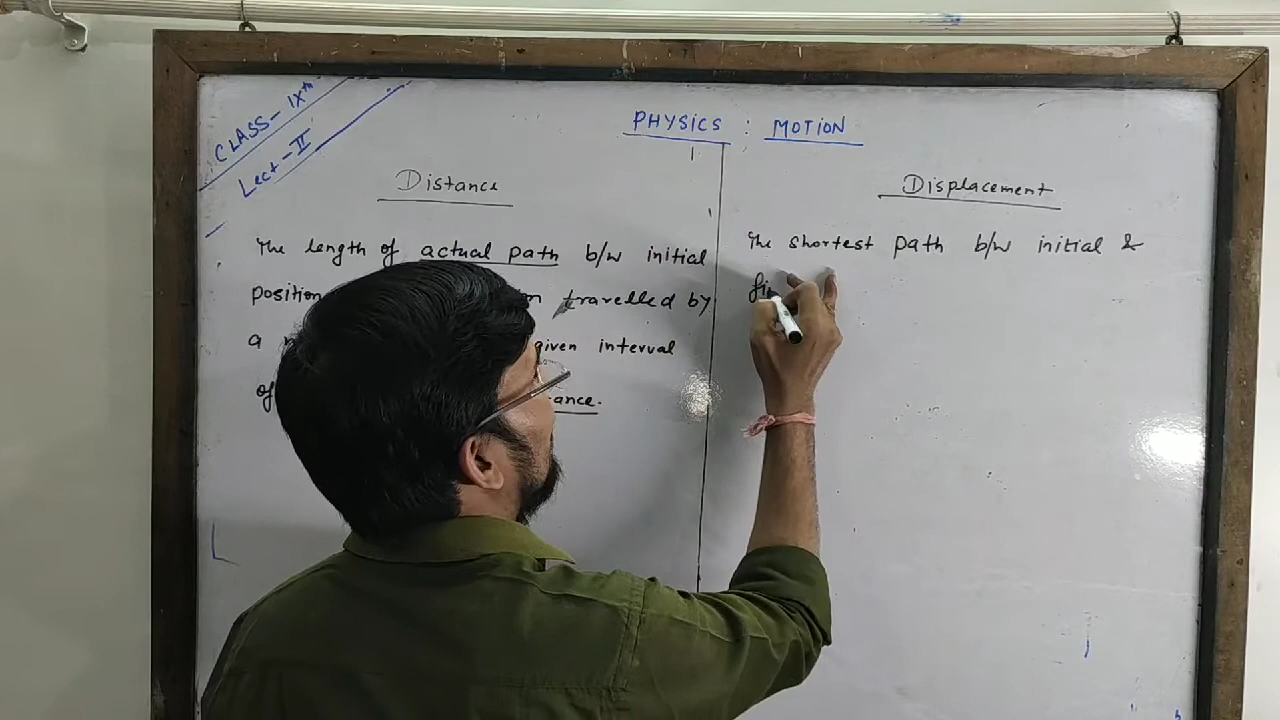 CLASS-IXth
Lect-II
PHYSICS : MOTION
Distance
The length of actual path b/w initial
position travelled by
a given interval
of
Displacement
The shortest path b/w initial &